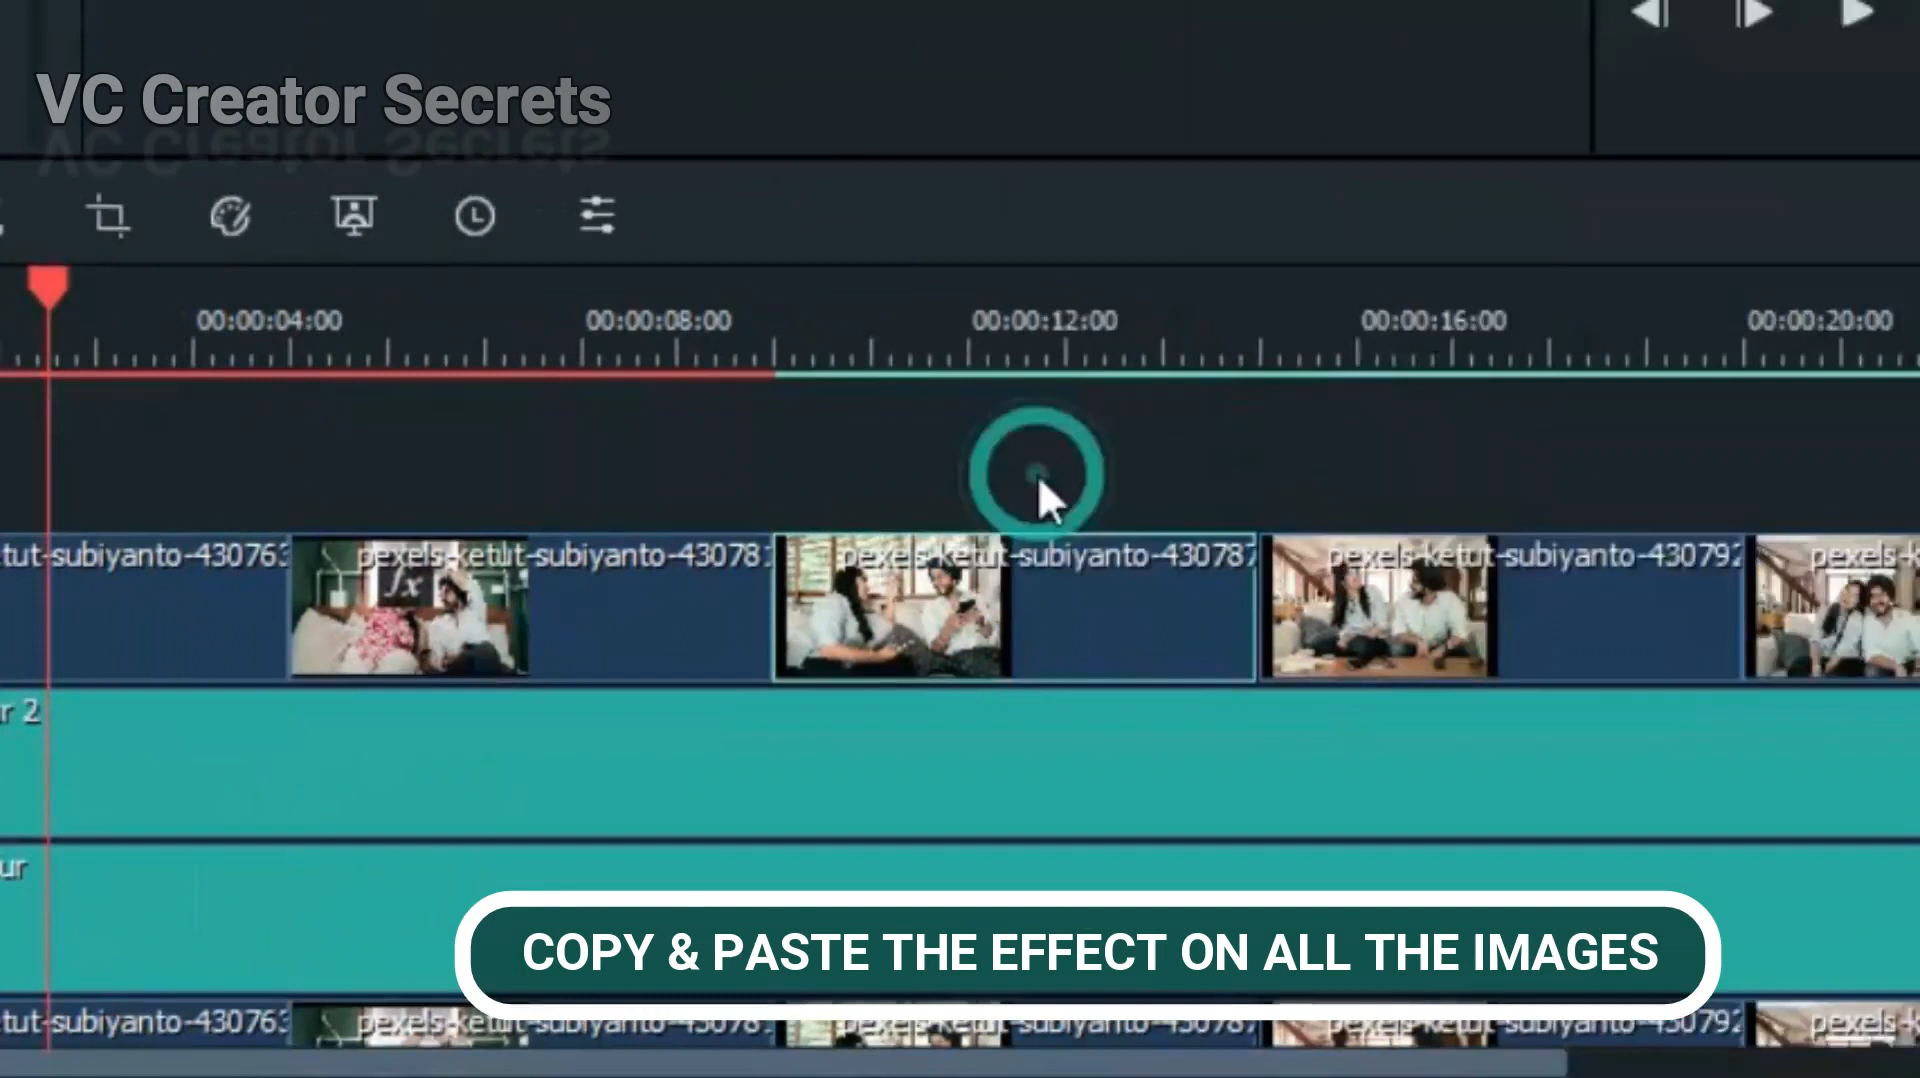 VC Creator Secrets
00:00:04:00 00:00:08:00 00:00:12:00 00:00:16:00 00:00:20:00
tut-subiyanto-43076 pexels-ketut-subiyanto-43078 pexels-ketut-subiyanto-430787 pexels-ketut-subiyanto-430792 pexels-k
fx
r 2
ur
COPY & PASTE THE EFFECT ON ALL THE IMAGES
tut-subiyanto-43076 pexels-ketut-subiyanto-43078 pexels-ketut-subiyanto-43078 pexels-ketut-subiyanto-43079 pexels-k